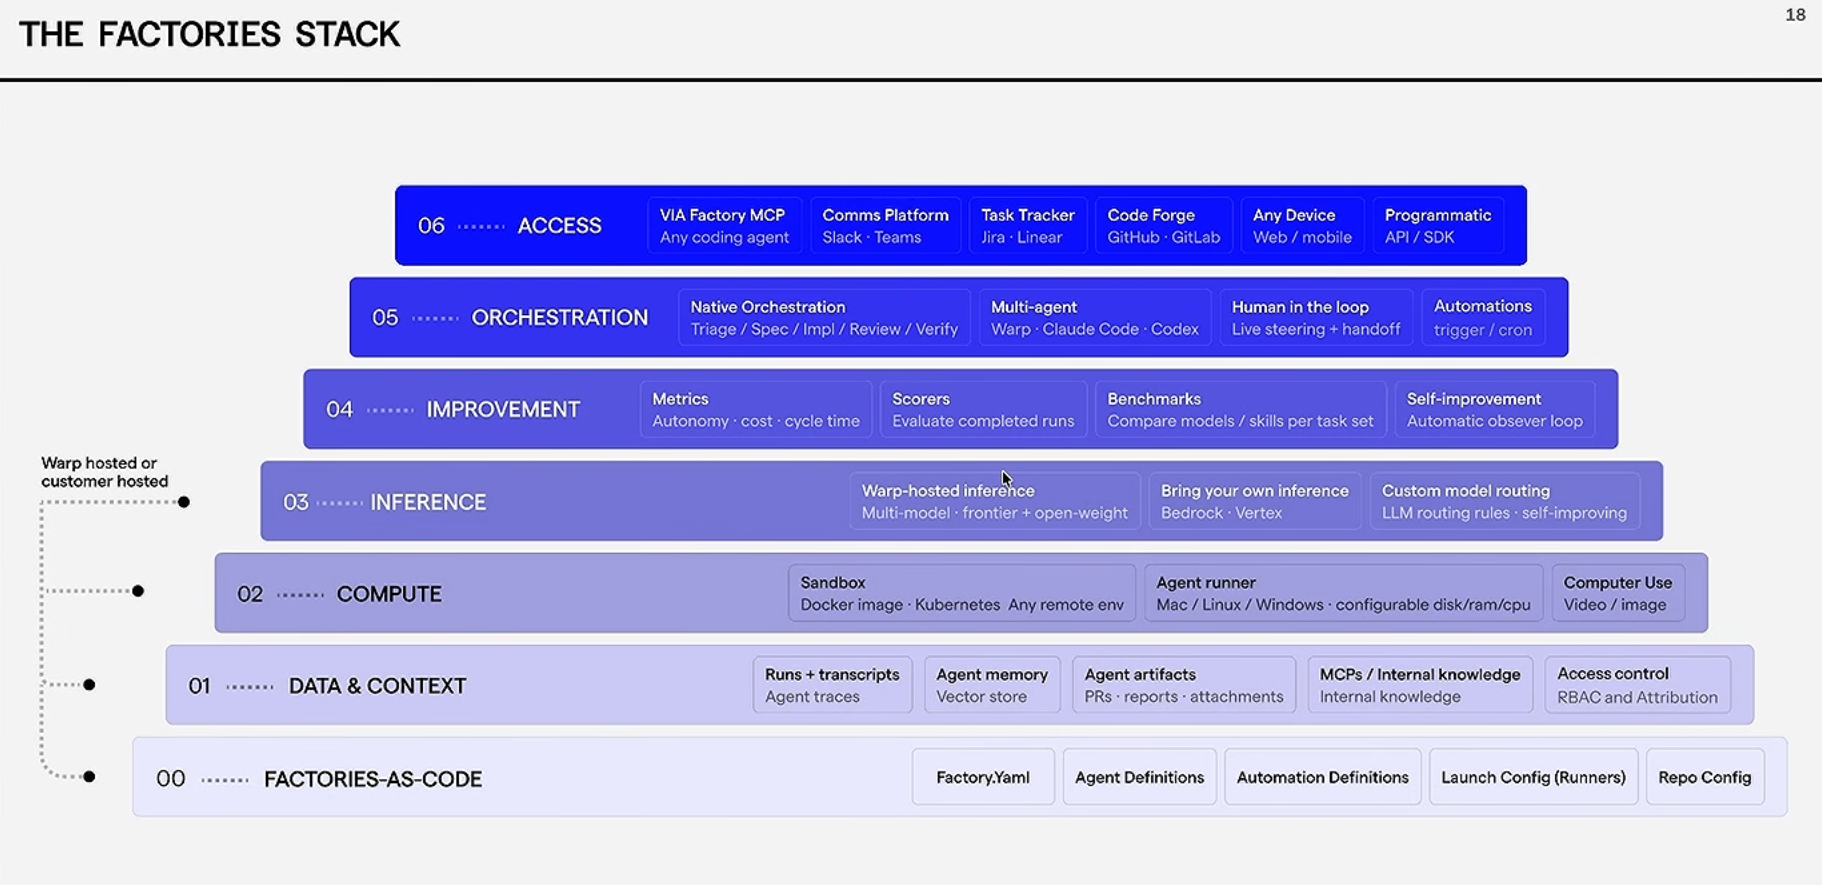 THE FACTORIES STACK
18
06 ACCESS
VIA Factory MCP
Any coding agent
Comms Platform
Slack · Teams
Task Tracker
Jira · Linear
Code Forge
GitHub · GitLab
Any Device
Web / mobile
Programmatic
API / SDK
05 ORCHESTRATION
Native Orchestration
Triage / Spec / Impl / Review / Verify
Multi-agent
Warp · Claude Code · Codex
Human in the loop
Live steering + handoff
Automations
trigger / cron
04 IMPROVEMENT
Metrics
Autonomy · cost · cycle time
Scorers
Evaluate completed runs
Benchmarks
Compare models / skills per task set
Self-improvement
Automatic obsever loop
Warp hosted or
customer hosted
03 INFERENCE
Warp-hosted inference
Multi-model · frontier + open-weight
Bring your own inference
Bedrock · Vertex
Custom model routing
LLM routing rules · self-improving
02 COMPUTE
Sandbox
Docker image · Kubernetes Any remote env
Agent runner
Mac / Linux / Windows · configurable disk/ram/cpu
Computer Use
Video / image
01 DATA & CONTEXT
Runs + transcripts
Agent traces
Agent memory
Vector store
Agent artifacts
PRs · reports · attachments
MCPs / Internal knowledge
Internal knowledge
Access control
RBAC and Attribution
00 FACTORIES-AS-CODE
Factory.Yaml
Agent Definitions
Automation Definitions
Launch Config (Runners)
Repo Config